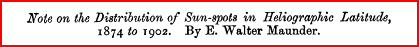 Note on the Distribution of Sun-spots in Heliographic Latitude,
1874 to 1902. By E. Walter Maunder.